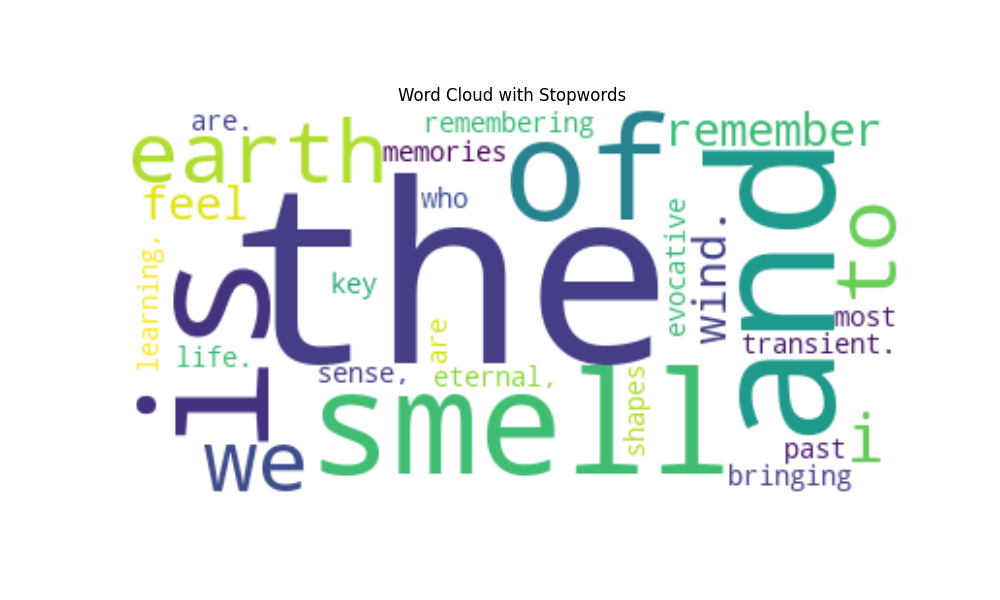 Word Cloud with Stopwords
are.
remembering
remember
earth
memories
of
and
feel
who
the
is
evocative
wind.
to
learning,
key
most
life.
are
transient.
sense,
eternal,
shapes
smell
i
we
past
bringing